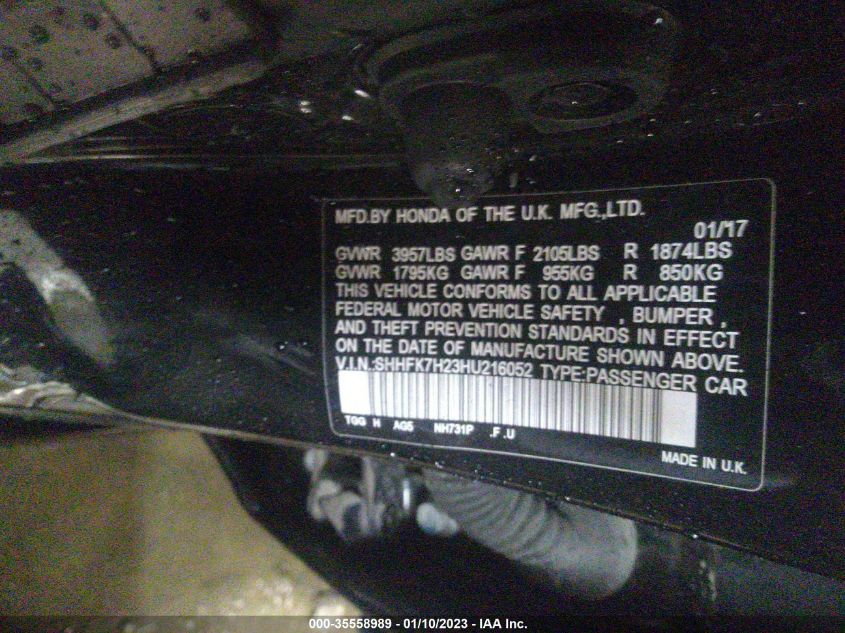 MFD.BY HONDA OF THE U.K. MFG.,LTD.
01/17
GVWR 3957LBS GAWR F 2105LBS R 1874LBS
GVWR 1795KG GAWR F 955KG R 850KG
THIS VEHICLE CONFORMS TO ALL APPLICABLE
FEDERAL MOTOR VEHICLE SAFETY , BUMPER ,
AND THEFT PREVENTION STANDARDS IN EFFECT
ON THE DATE OF MANUFACTURE SHOWN ABOVE.
V.I.N.:SHHFK7H23HU216052 TYPE:PASSENGER CAR
TGG H AG5 NH731P .F.U
MADE IN U.K.
000-35558989 - 01/10/2023 - IAA Inc.